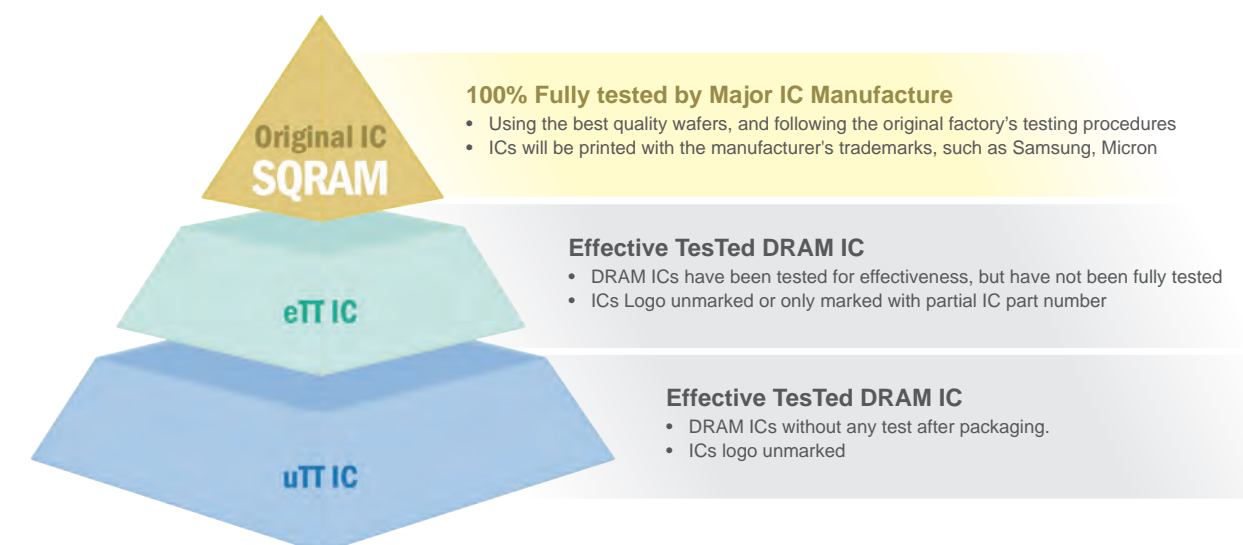 Original IC
SQRAM
100% Fully tested by Major IC Manufacture
• Using the best quality wafers, and following the original factory's testing procedures
• ICs will be printed with the manufacturer's trademarks, such as Samsung, Micron
eTT IC
Effective TesTed DRAM IC
• DRAM ICs have been tested for effectiveness, but have not been fully tested
• ICs Logo unmarked or only marked with partial IC part number
uTT IC
Effective TesTed DRAM IC
• DRAM ICs without any test after packaging.
• ICs logo unmarked